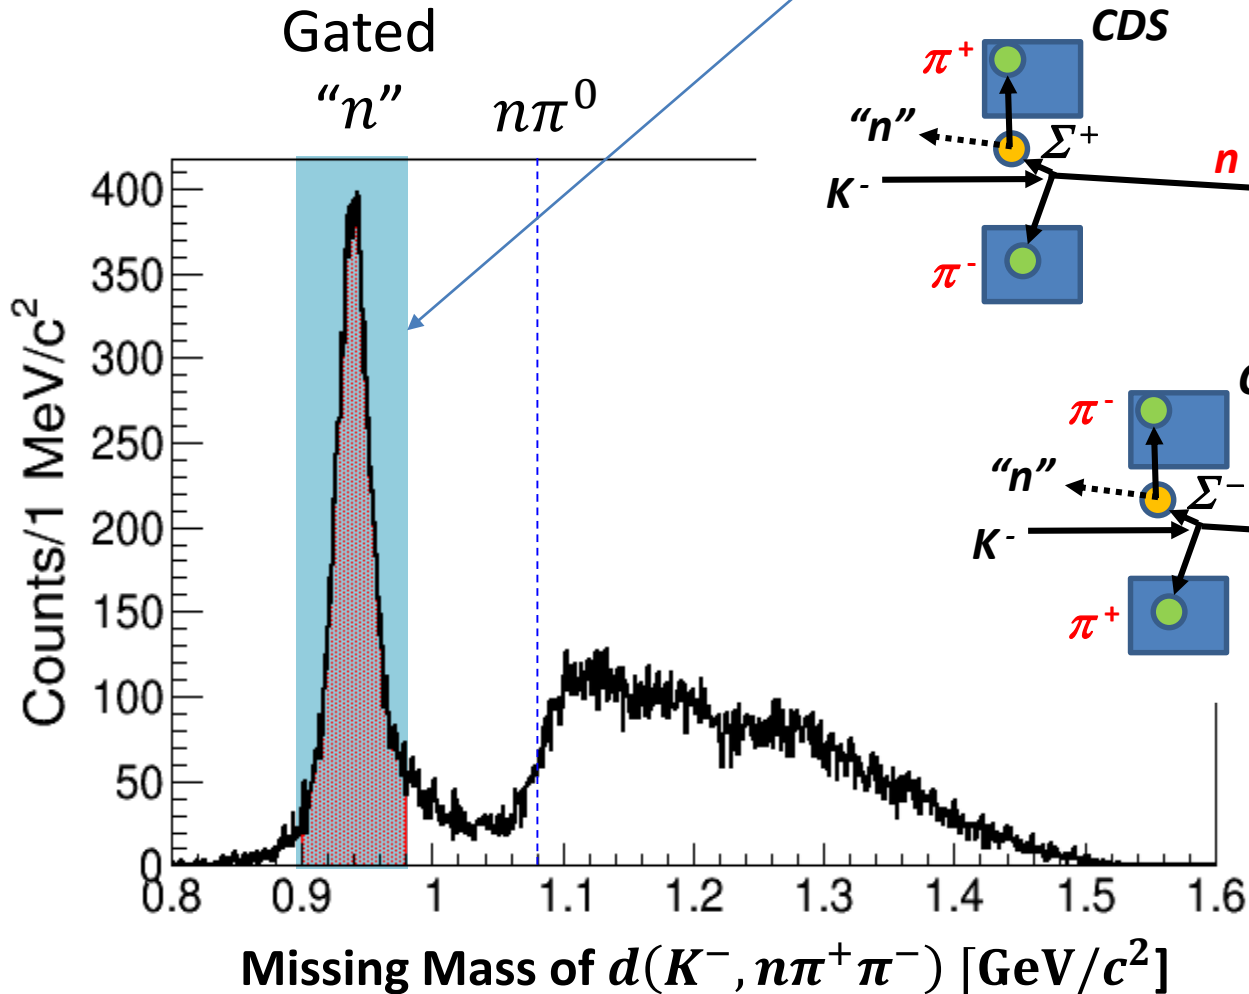 Gated
“n”
nπ⁰
CDS
π⁺
“n”
Σ⁺
K⁻
n
π⁻
π⁻
“n”
Σ⁻
K⁻
π⁺
Counts/1 MeV/c²
400
350
300
250
200
150
100
50
0
0.8 0.9 1 1.1 1.2 1.3 1.4 1.5 1.6
Missing Mass of d(K⁻, nπ⁺π⁻) [GeV/c²]